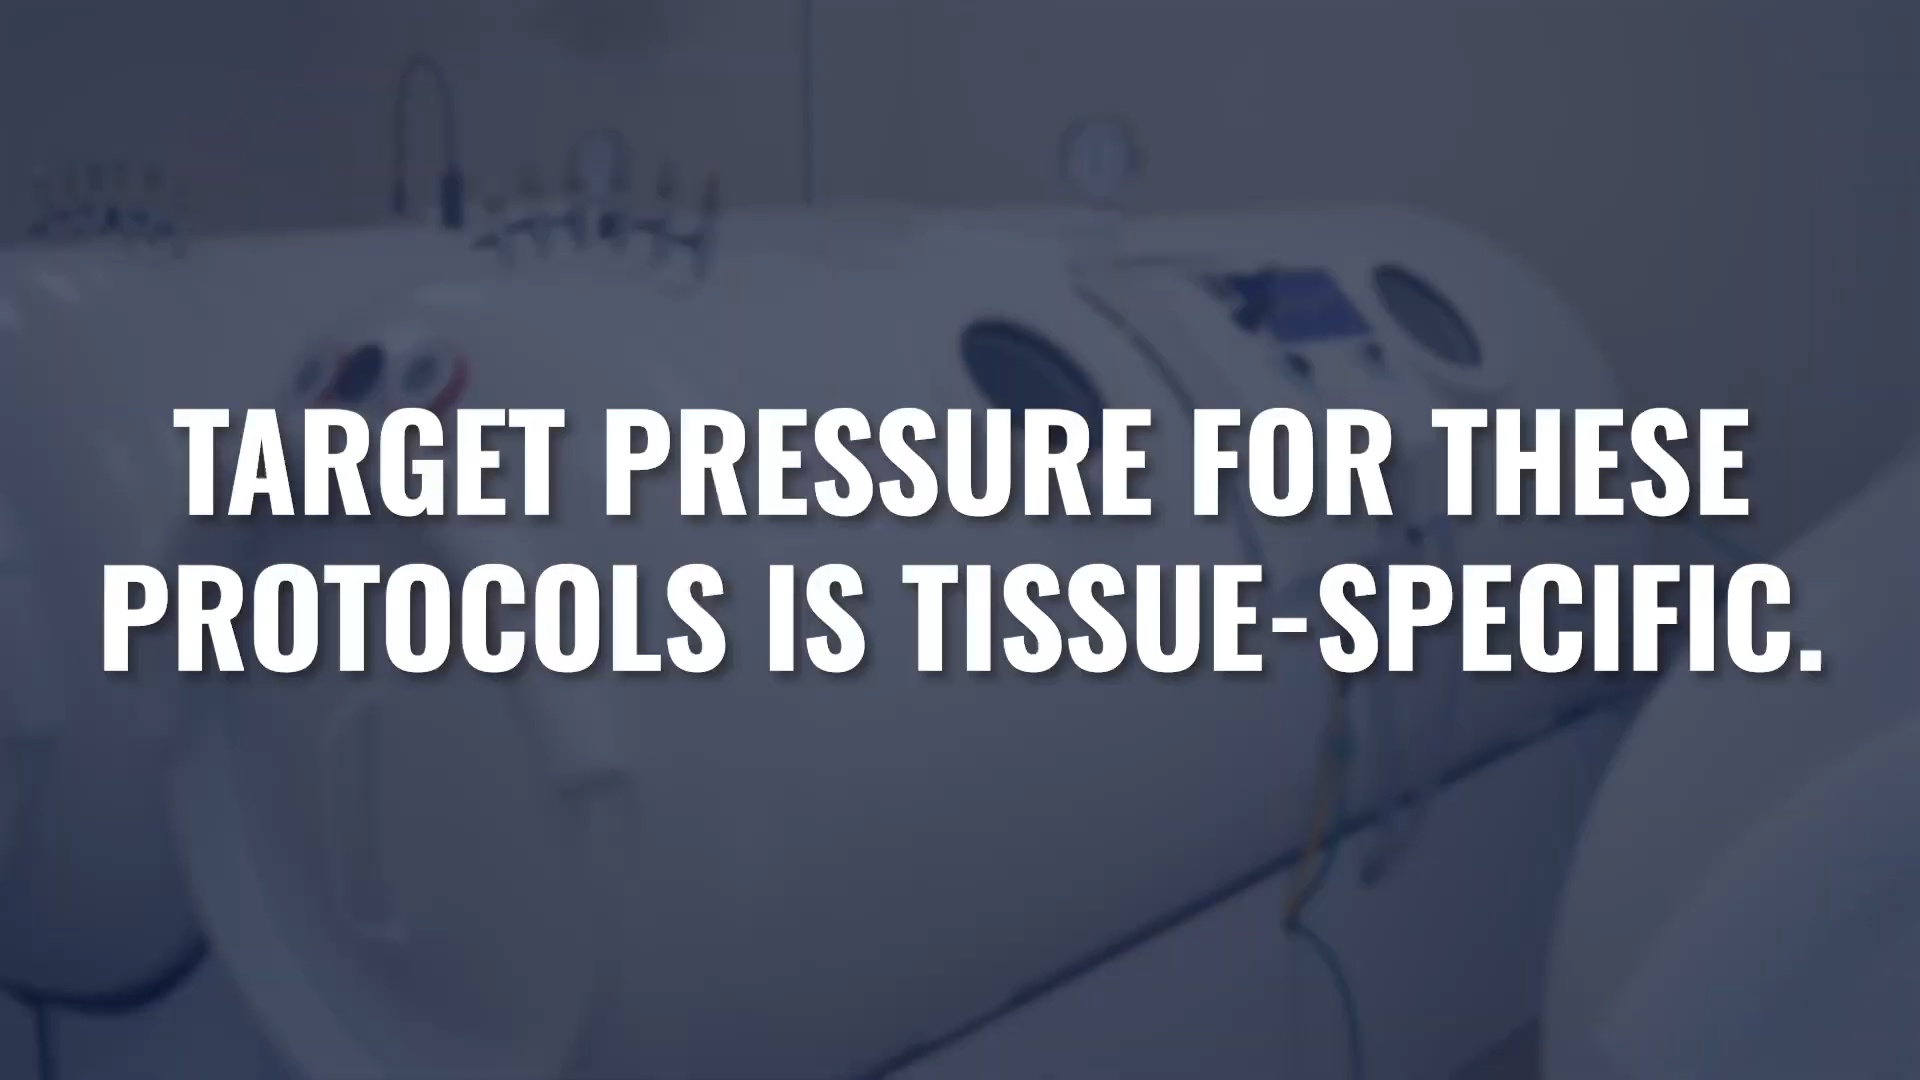 TARGET PRESSURE FOR THESE
PROTOCOLS IS TISSUE-SPECIFIC.